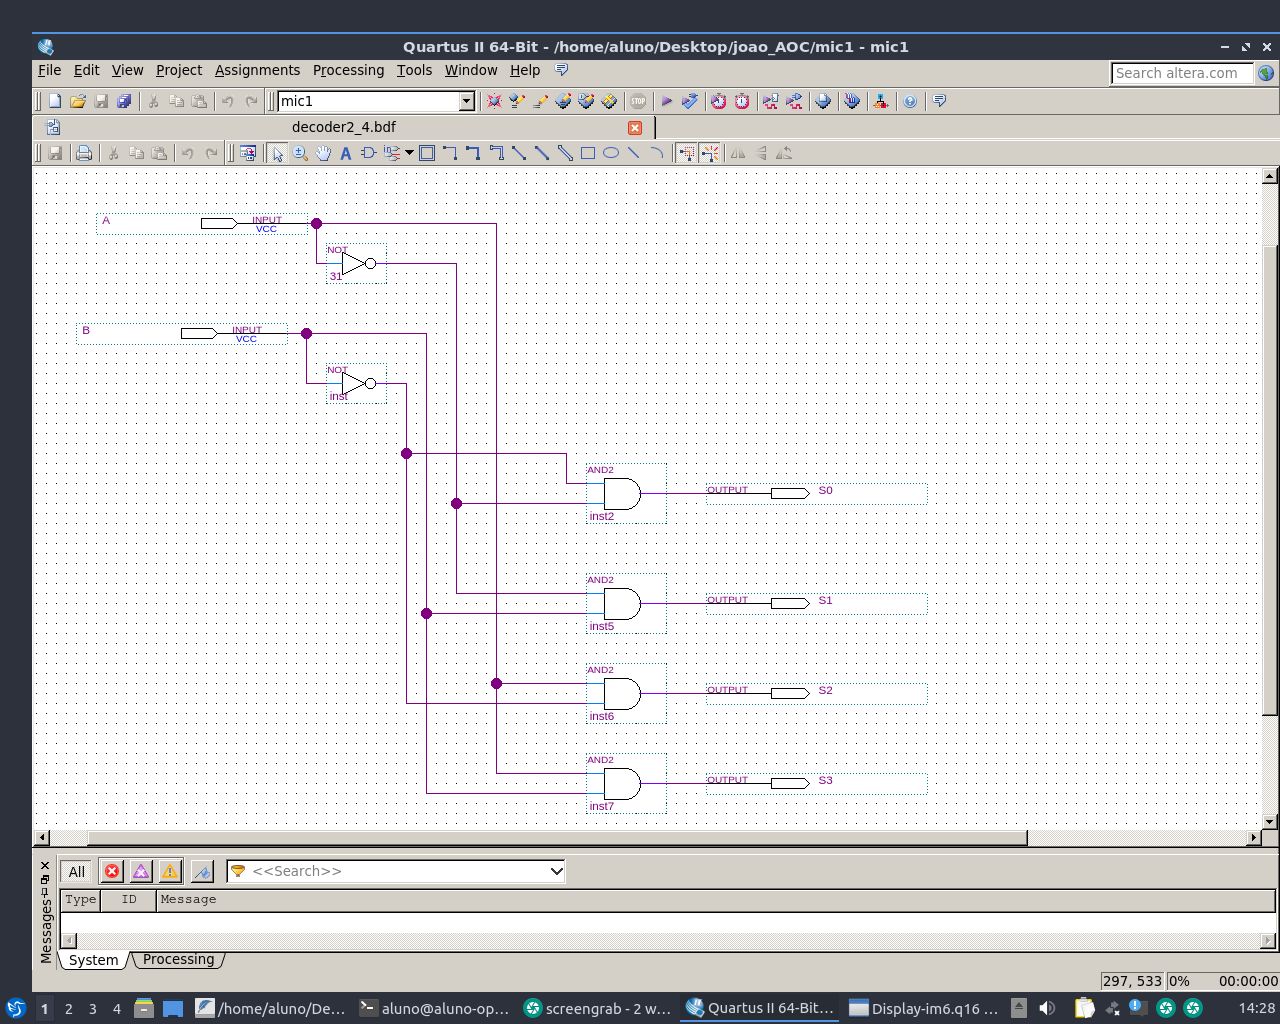 Quartus II 64-Bit - /home/aluno/Desktop/joao_AOC/mic1 - mic1
File Edit View Project Assignments Processing Tools Window Help
Search altera.com
mic1
STOP
decoder2_4.bdf
A
INPUT
VCC
NOT
31
B
INPUT
VCC
NOT
inst
AND2
OUTPUT S0
inst2
AND2
OUTPUT S1
inst5
AND2
OUTPUT S2
inst6
AND2
OUTPUT S3
inst7
Messages
All
<<Search>>
Type ID Message
System Processing
297, 533 0% 00:00:00
1 2 3 4 /home/aluno/De... aluno@aluno-op... screengrab - 2 w... Quartus II 64-Bit... Display-im6.q16 ... 14:28